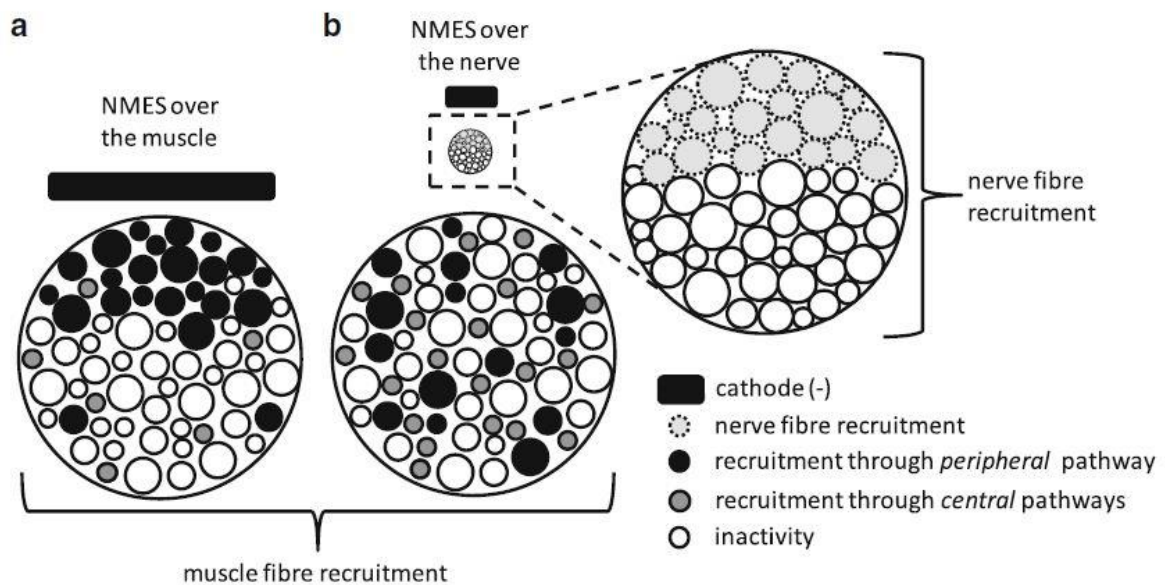 a
NMES over
the muscle
b
NMES over
the nerve
nerve fibre
recruitment
cathode (-)
nerve fibre recruitment
recruitment through peripheral pathway
recruitment through central pathways
inactivity
muscle fibre recruitment